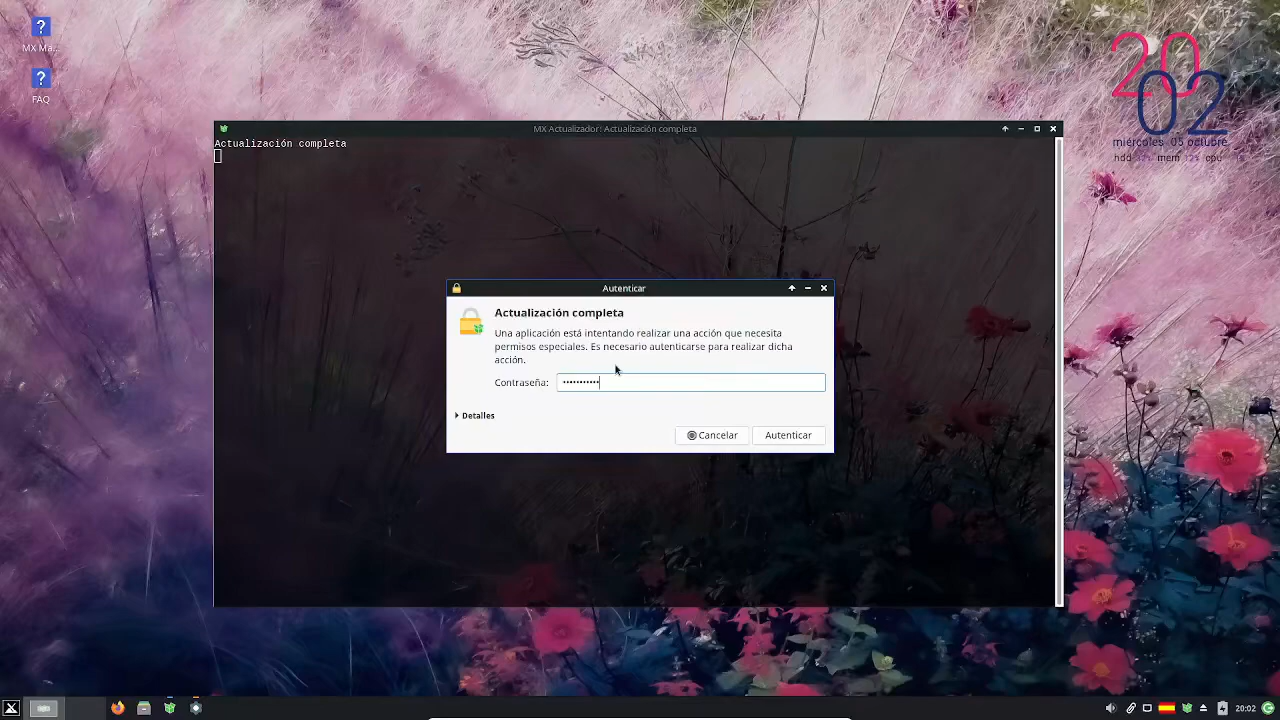 MX Ma...
FAQ
20
02
miércoles 05 octubre
hdd mem 12% cpu
MX Actualizador: Actualización completa
Actualización completa
Autenticar
Actualización completa
Una aplicación está intentando realizar una acción que necesita
permisos especiales. Es necesario autenticarse para realizar dicha
acción.
Contraseña: •••••••••••
Detalles
Cancelar
Autenticar
20:02